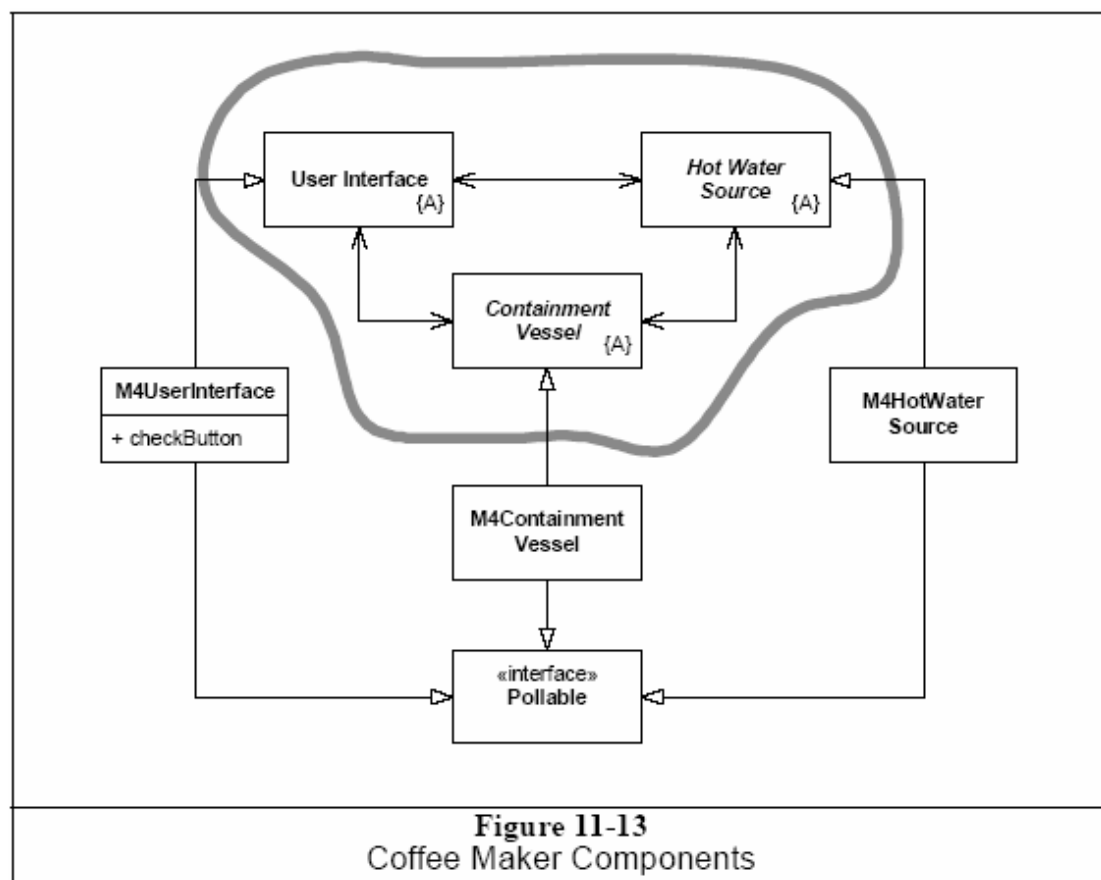 User Interface
{A}
Hot Water
Source
{A}
Containment
Vessel
{A}
M4UserInterface
+ checkButton
M4HotWater
Source
M4Containment
Vessel
«interface»
Pollable
Figure 11-13
Coffee Maker Components